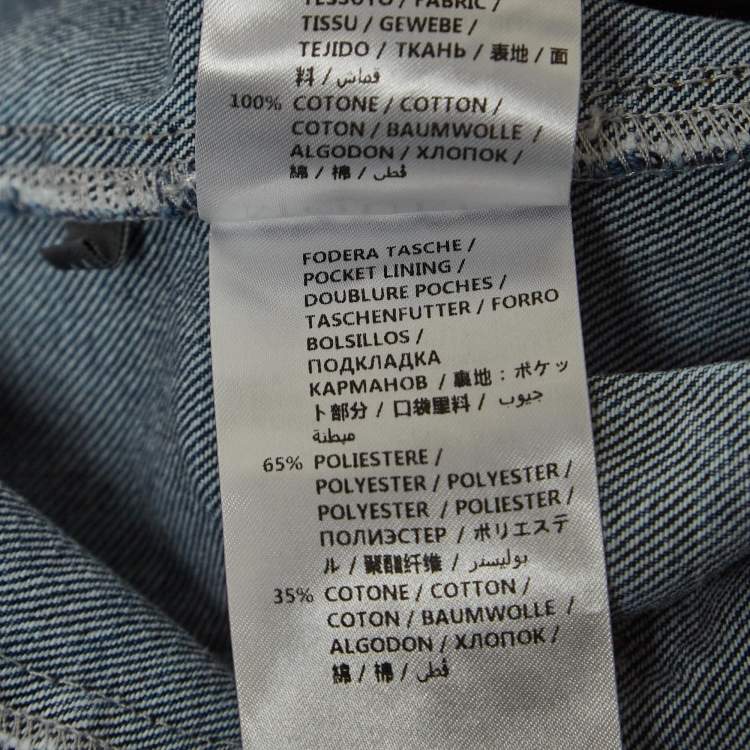 TESSUTO / FABRIC /
TISSU / GEWEBE /
TEJIDO / ТКАНЬ / 表地 / 面
料 / قماش /
100% COTONE / COTTON /
COTON / BAUMWOLLE /
ALGODON / ХЛОПОК /
綿 / 棉 / قطن /
FODERA TASCHE /
POCKET LINING /
DOUBLURE POCHES /
TASCHENFUTTER / FORRO
BOLSILLOS /
ПОДКЛАДКА
КАРМАНОВ / 裏地：ポケッ
ト部分 / 口袋里料 / جيوب
مبطنة
65% POLIESTERE /
POLYESTER / POLYESTER /
POLYESTER / POLIESTER /
ПОЛИЭСТЕР / ポリエステ
ル / 聚酯纤维 / بوليستر /
35% COTONE / COTTON /
COTON / BAUMWOLLE /
ALGODON / ХЛОПОК /
綿 / 棉 / قطن /